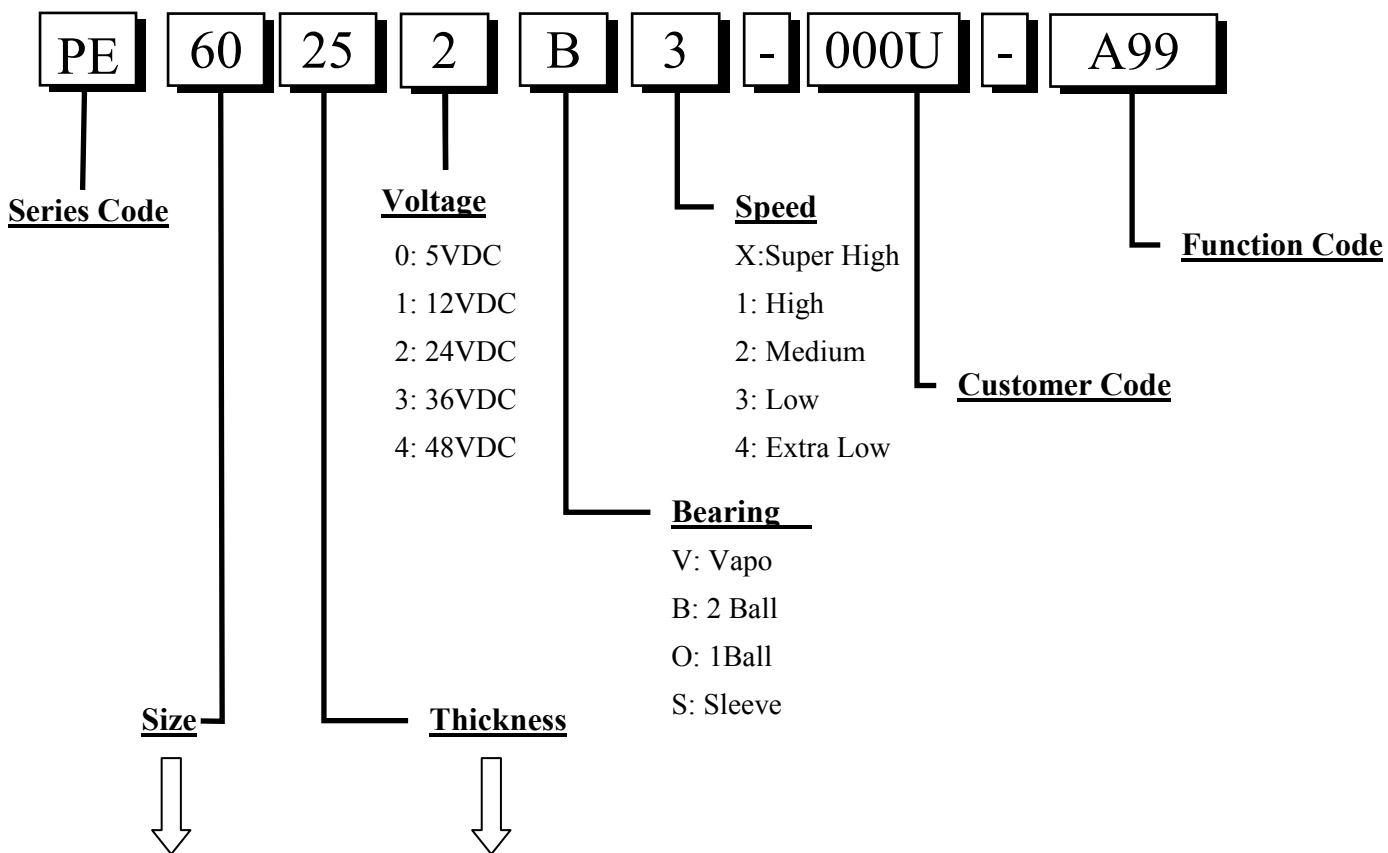 PE 60 25 2 B 3 - 000U - A99
Series Code
Voltage
0: 5VDC
1: 12VDC
2: 24VDC
3: 36VDC
4: 48VDC
Speed
X:Super High
1: High
2: Medium
3: Low
4: Extra Low
Function Code
Customer Code
Bearing
V: Vapo
B: 2 Ball
O: 1Ball
S: Sleeve
Size
Thickness